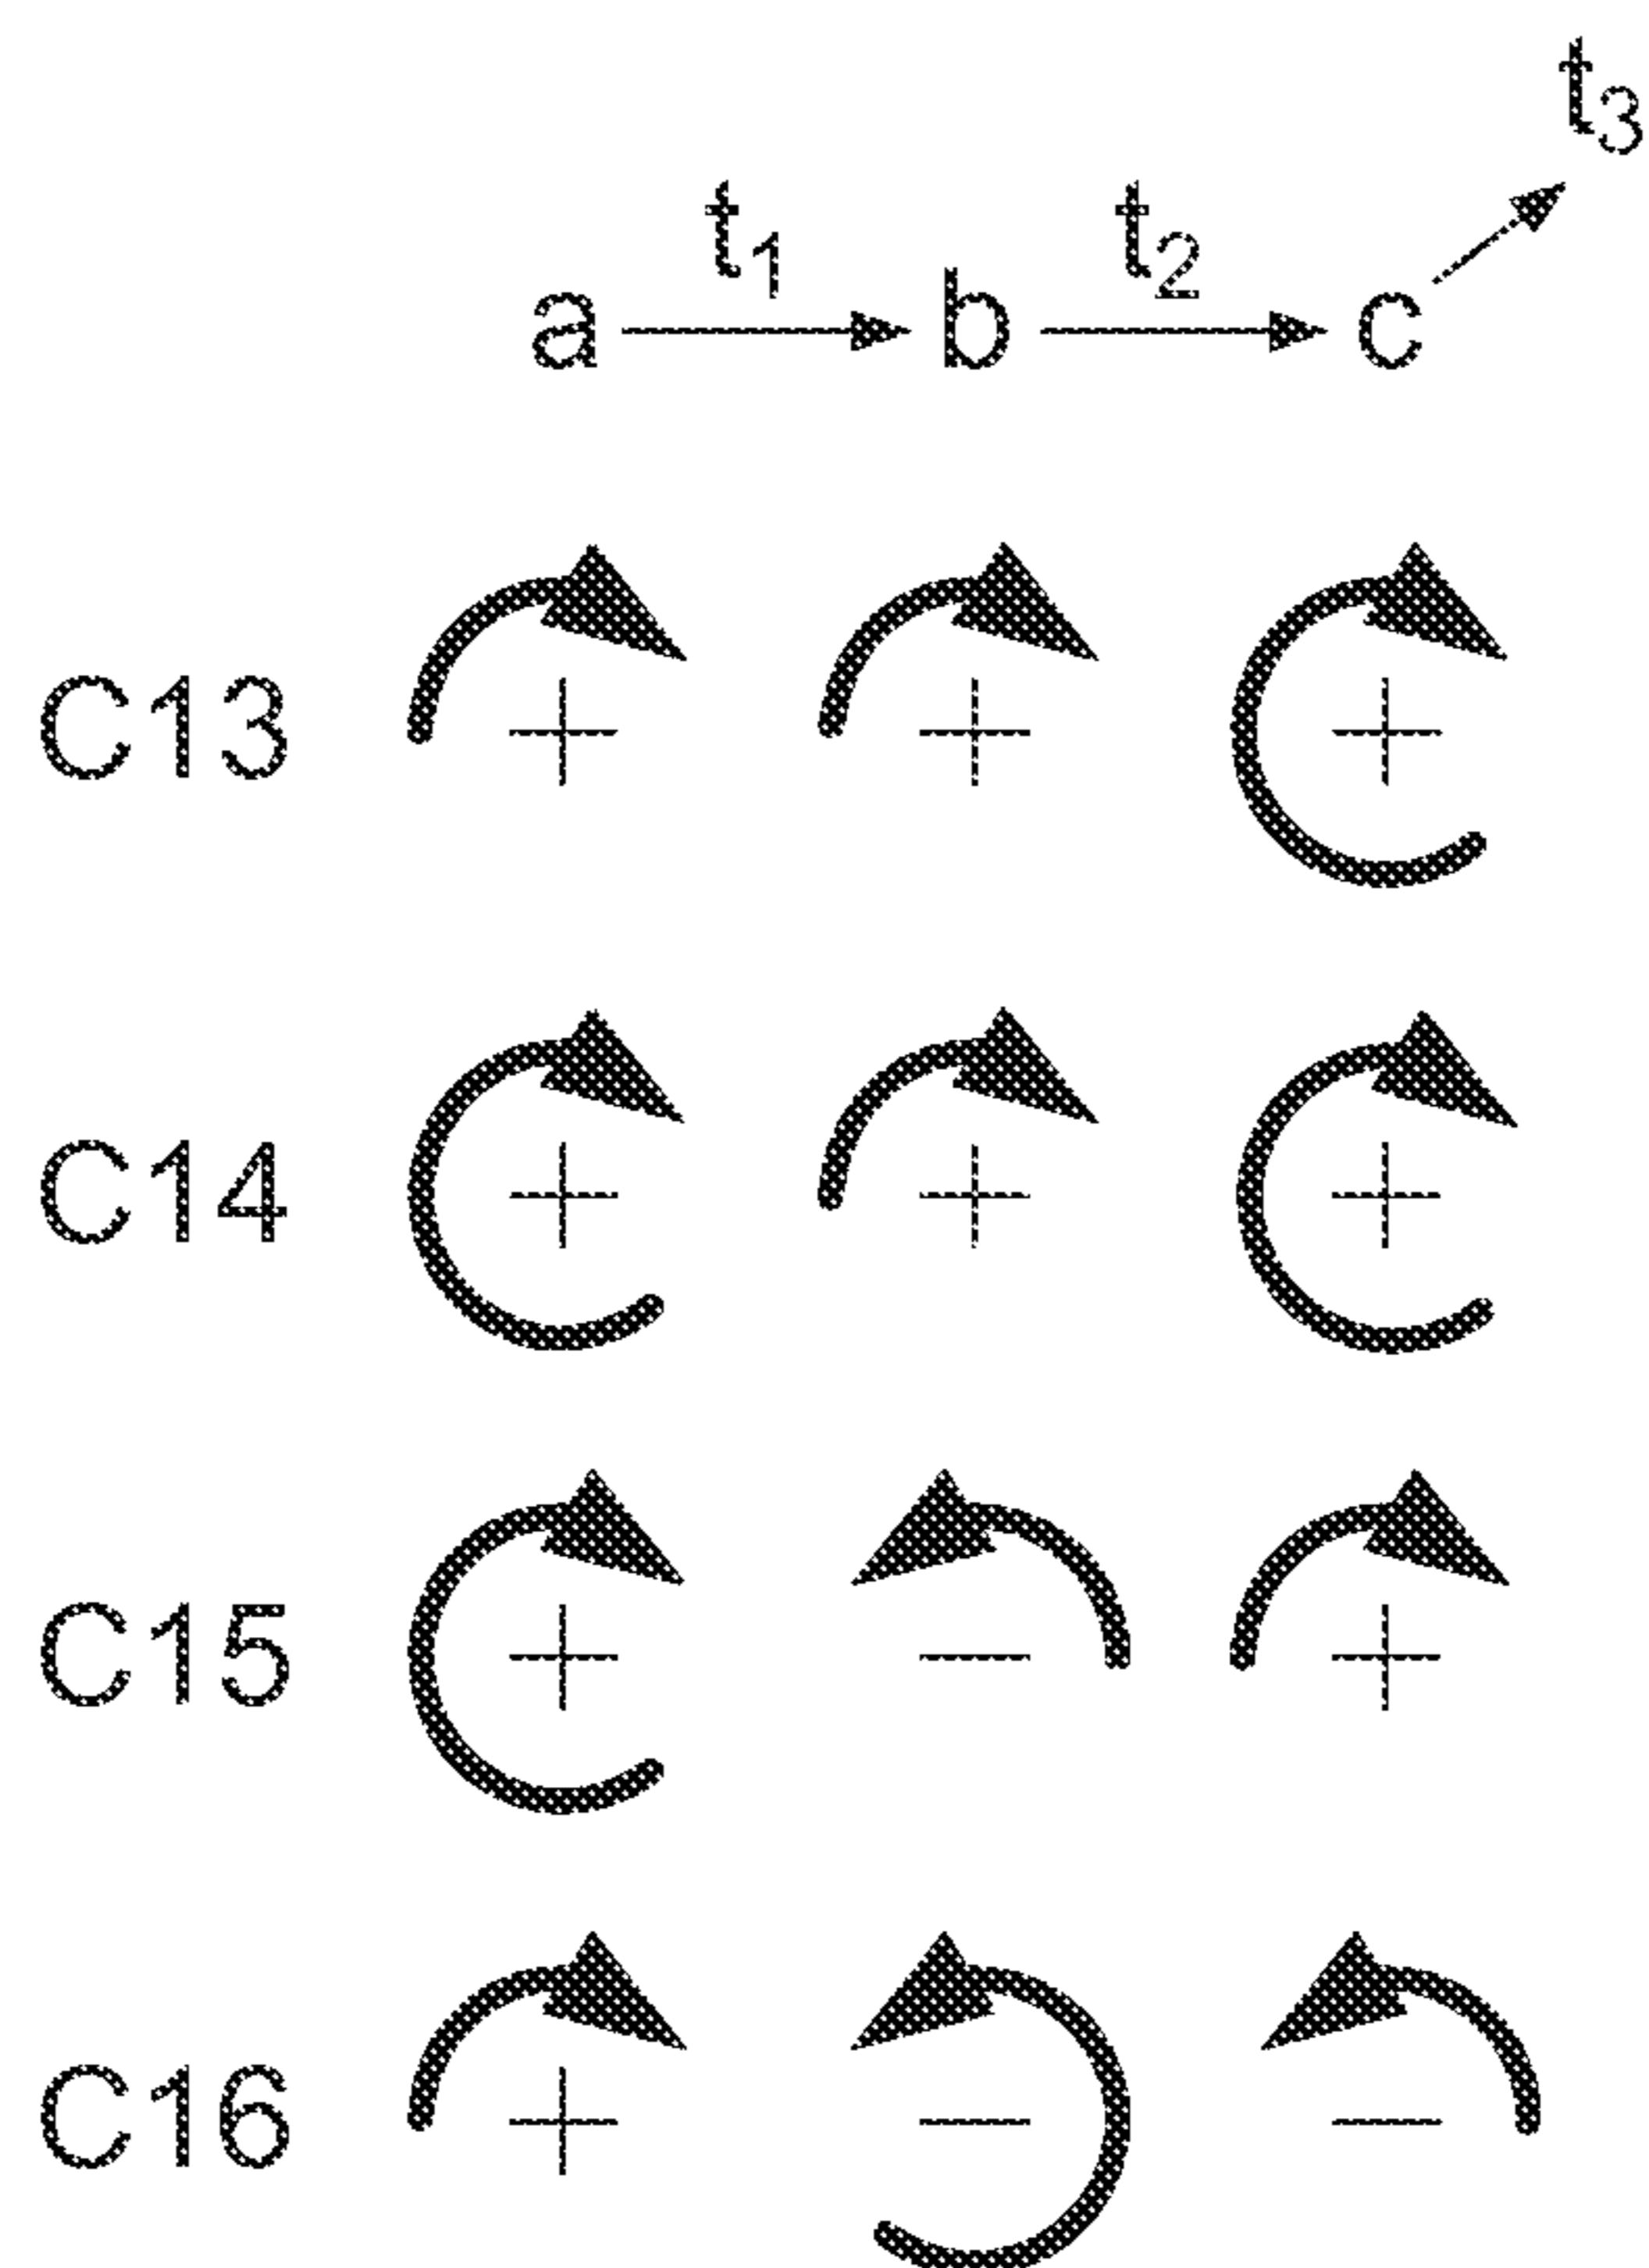 t3
t1 t2
a b c
C13 + + +
C14 + + +
C15 + − +
C16 + − −